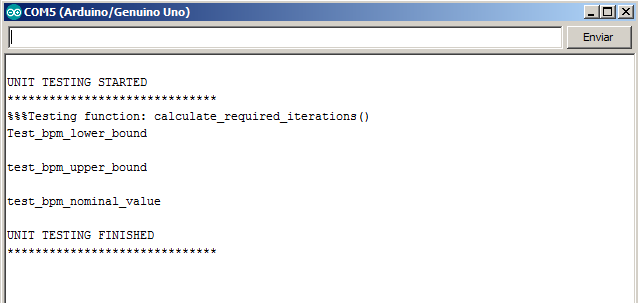 COM5 (Arduino/Genuino Uno)
Enviar
UNIT TESTING STARTED
******************************
%%%Testing function: calculate_required_iterations()
Test_bpm_lower_bound
test_bpm_upper_bound
test_bpm_nominal_value
UNIT TESTING FINISHED
******************************